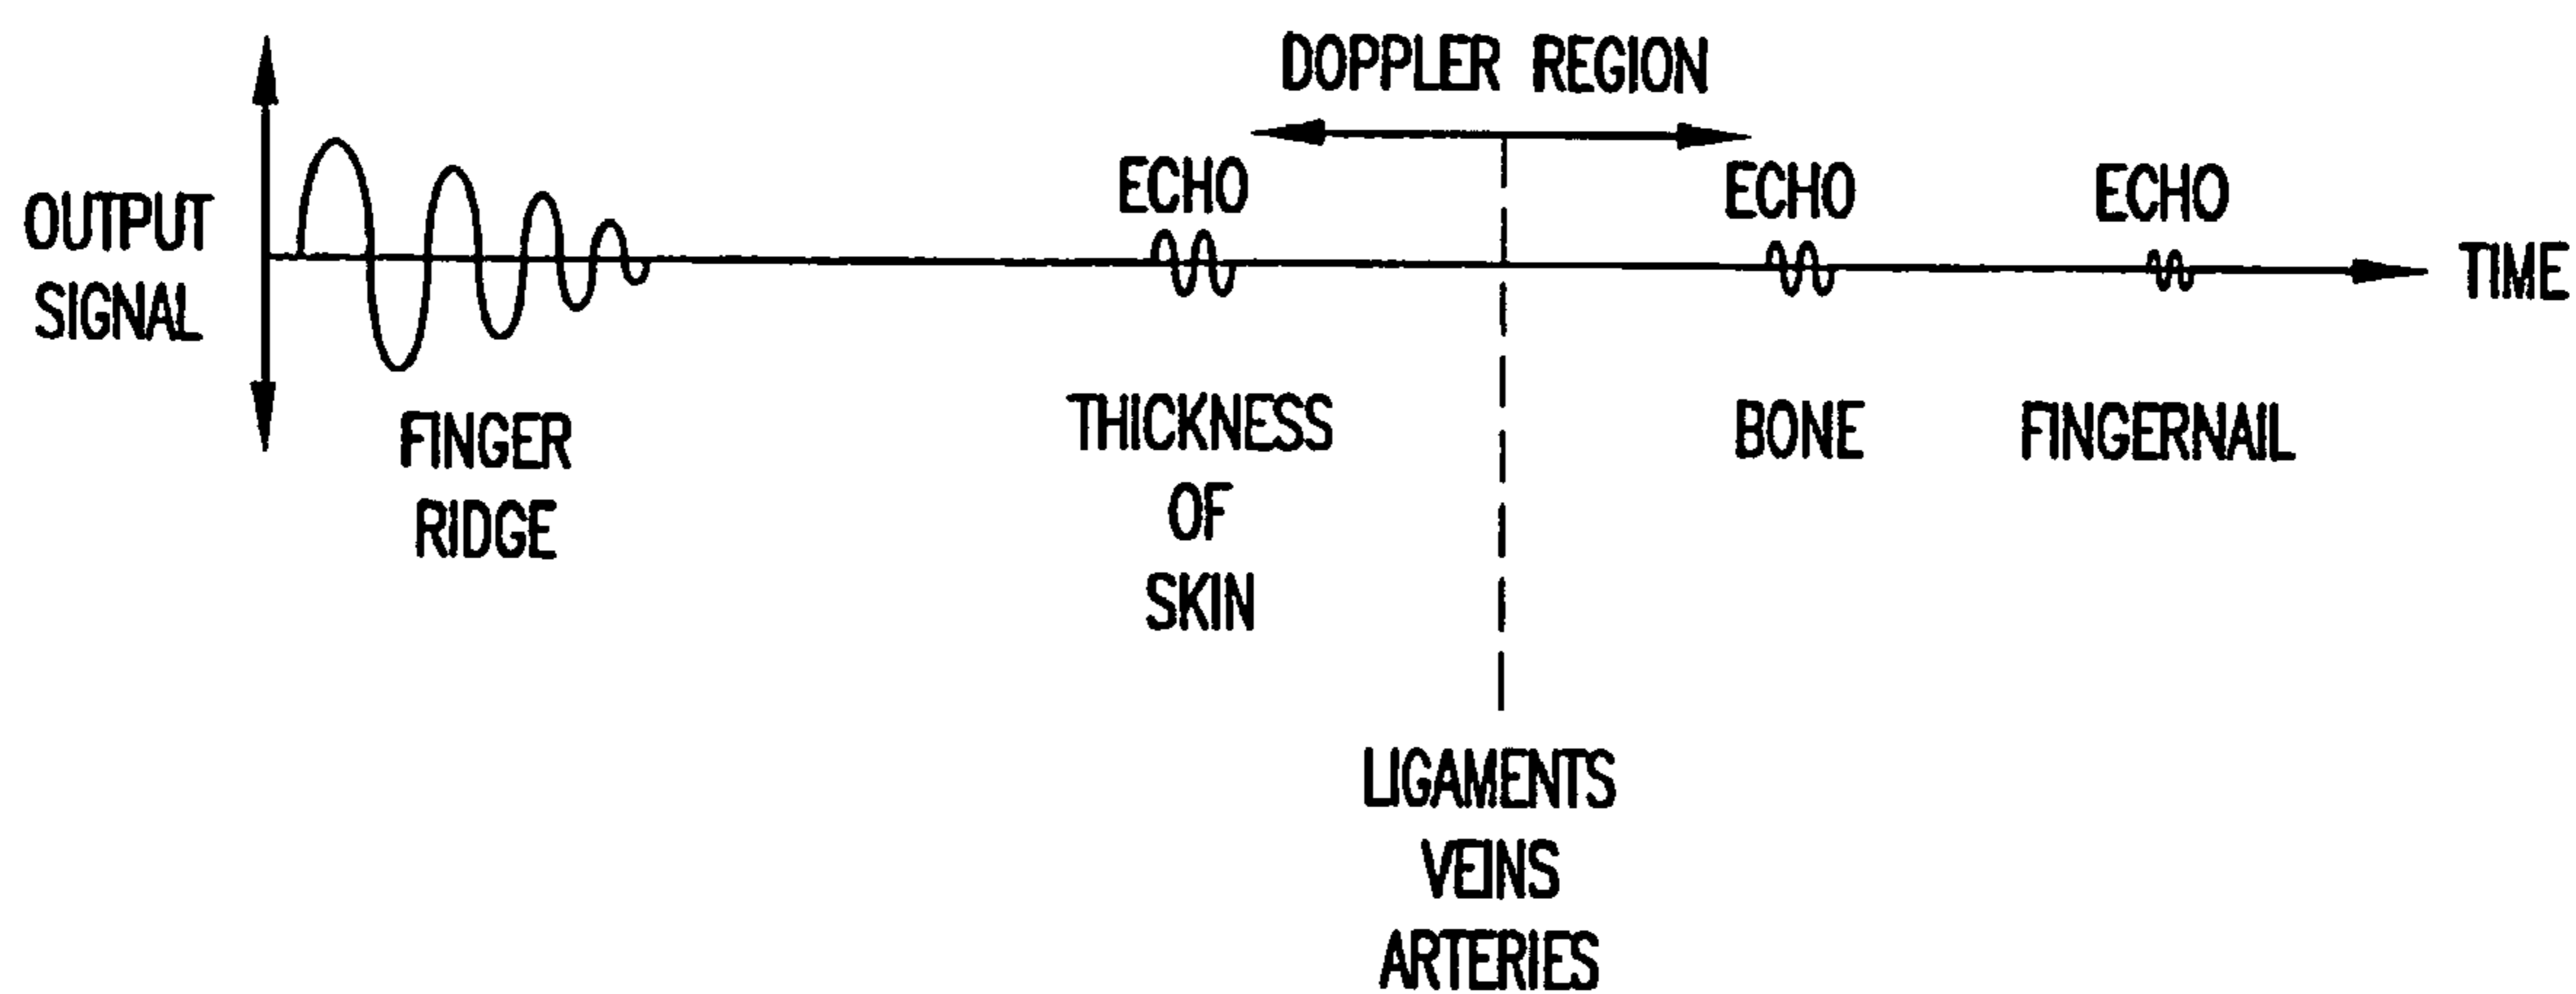 DOPPLER REGION
ECHO
ECHO
ECHO
OUTPUT
SIGNAL
TIME
FINGER
RIDGE
THICKNESS
OF
SKIN
BONE
FINGERNAIL
LIGAMENTS
VEINS
ARTERIES